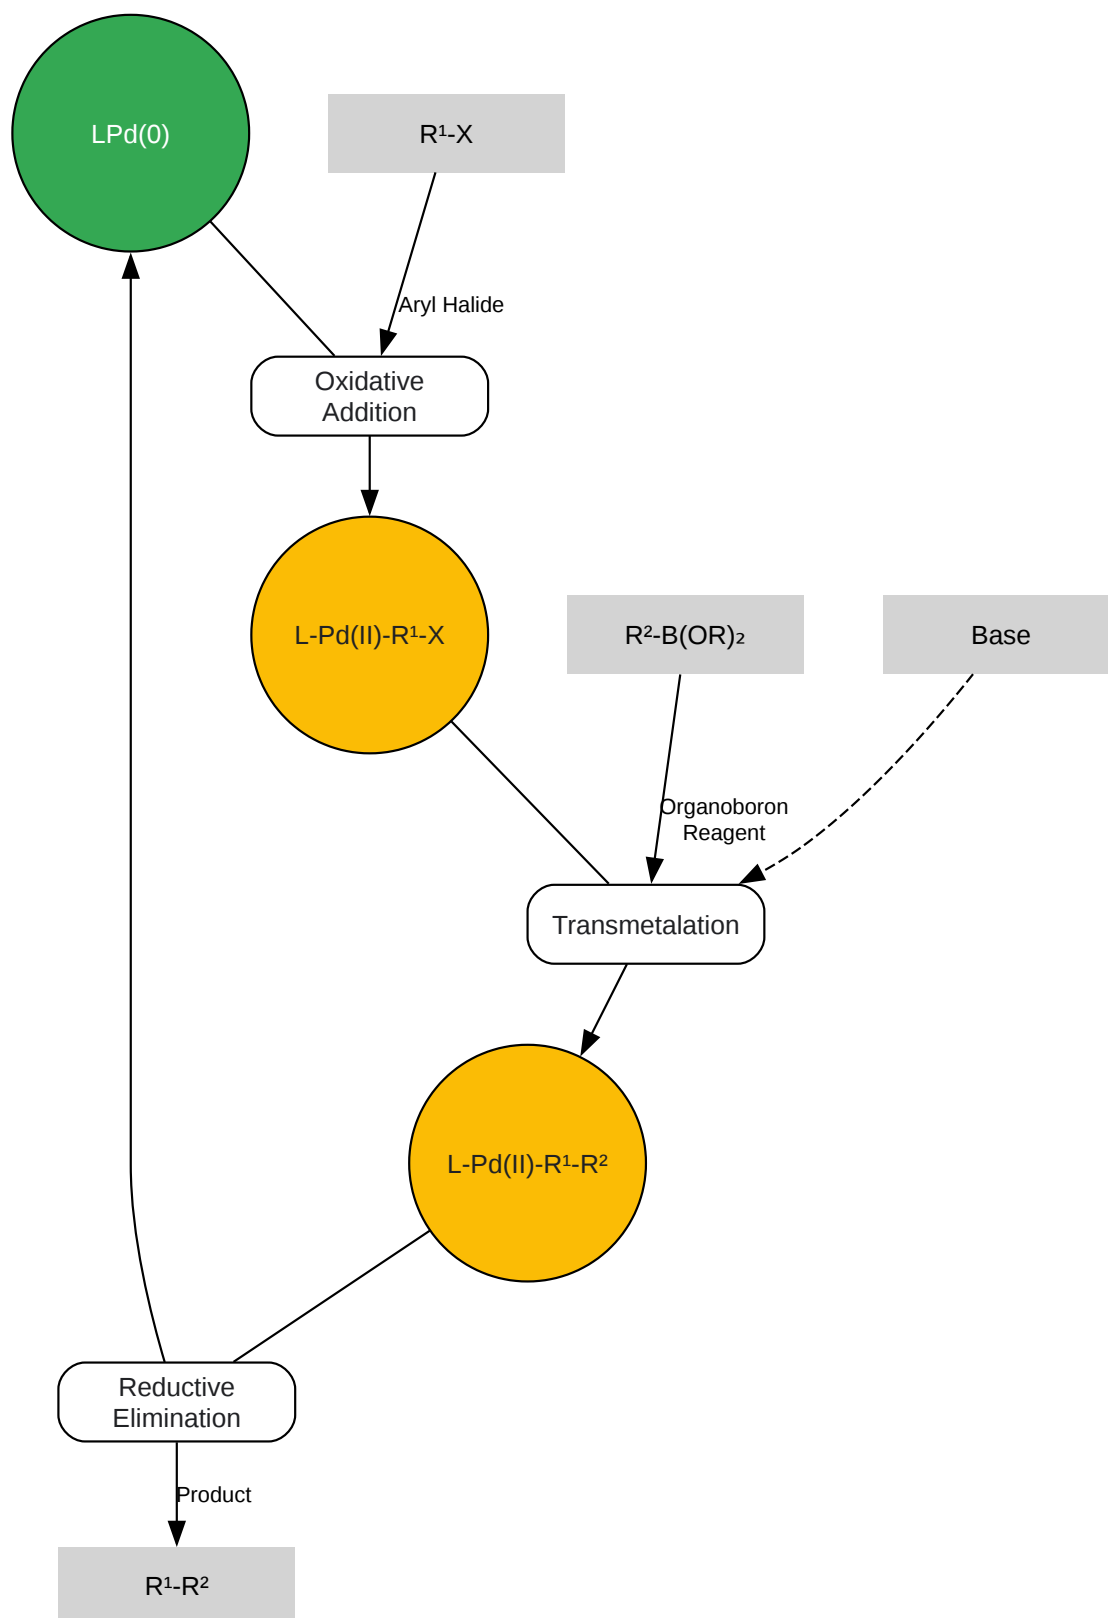 LPd(0)
R¹-X
Aryl Halide
Oxidative
Addition
L-Pd(II)-R¹-X
R²-B(OR)₂
Base
Organoboron
Reagent
Transmetalation
L-Pd(II)-R¹-R²
Reductive
Elimination
Product
R¹-R²